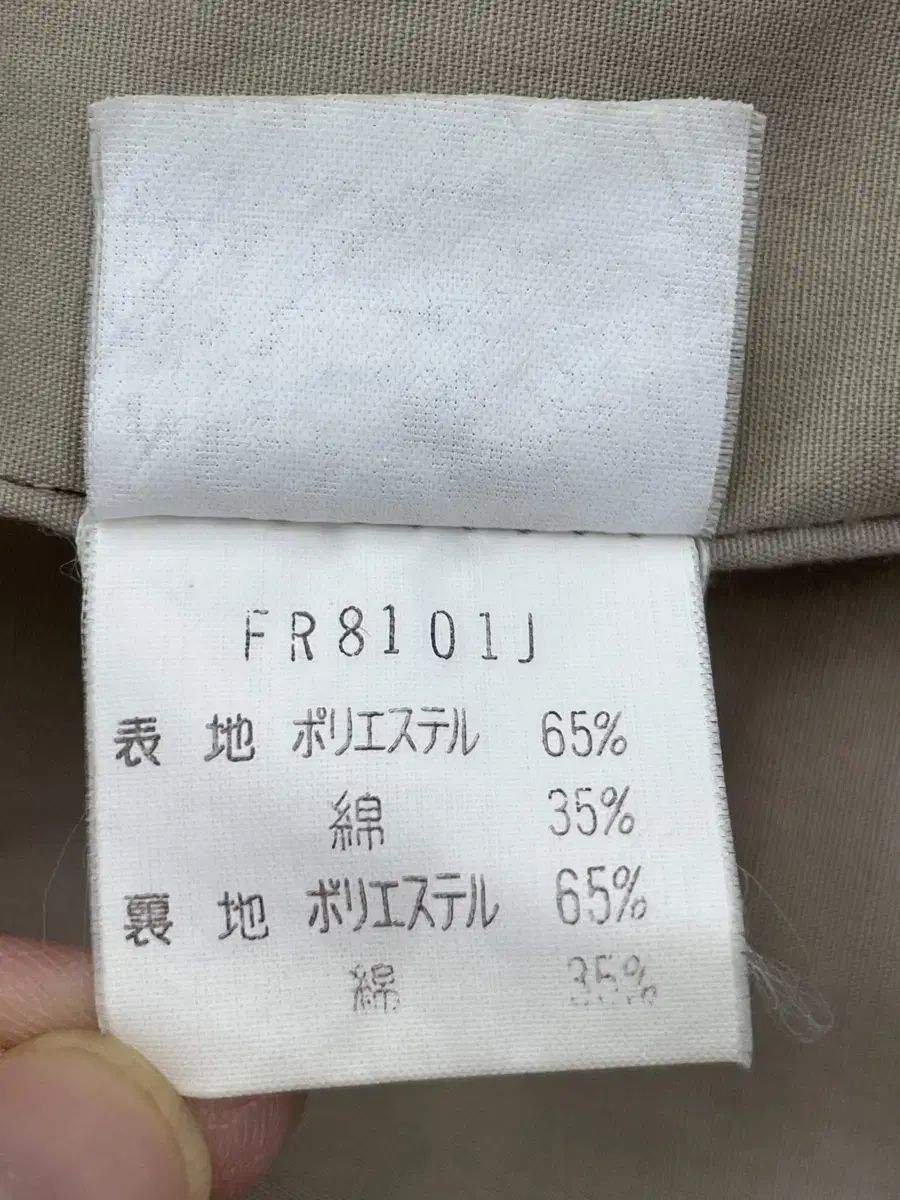 FR8101J
表地 ポリエステル 65%
綿 35%
裏地 ポリエステル 65%
綿 35%